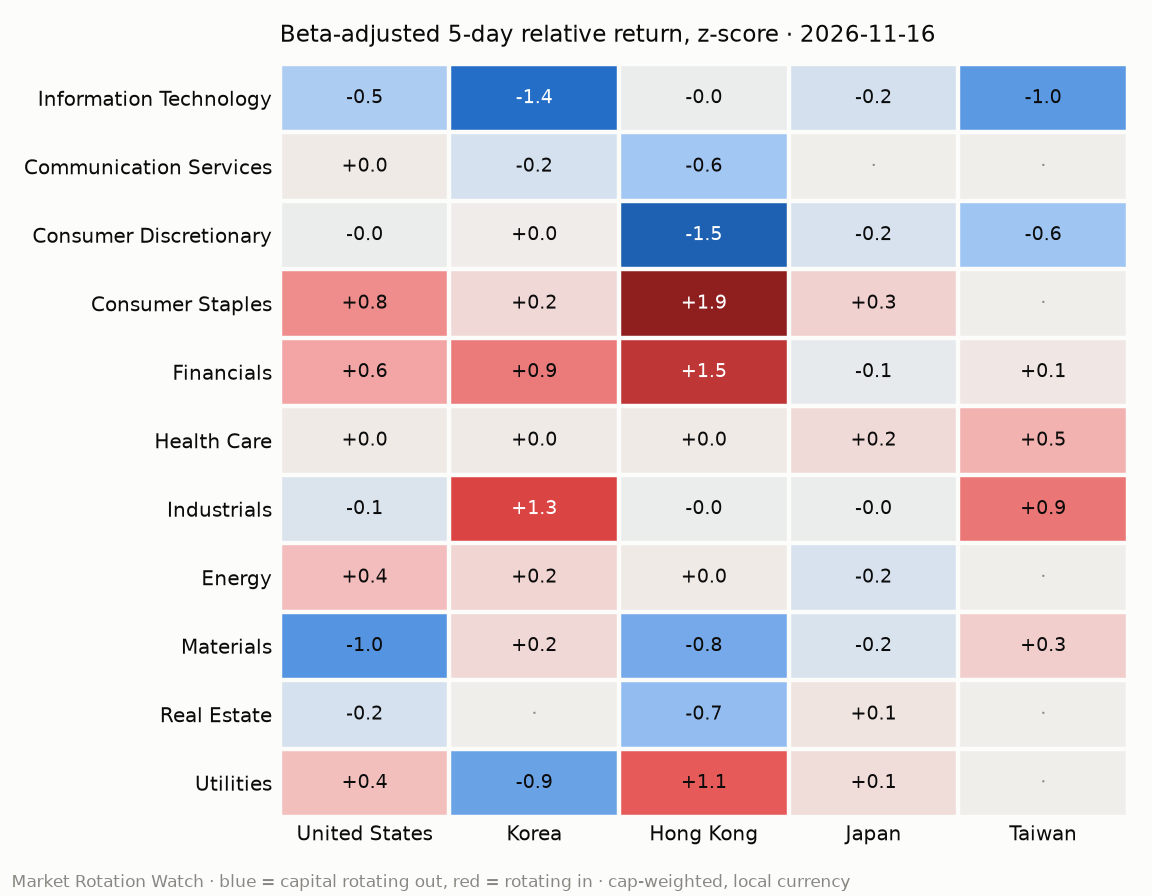 Beta-adjusted 5-day relative return, z-score · 2026-11-16
Information Technology -0.5 -1.4 -0.0 -0.2 -1.0
Communication Services +0.0 -0.2 -0.6 · ·
Consumer Discretionary -0.0 +0.0 -1.5 -0.2 -0.6
Consumer Staples +0.8 +0.2 +1.9 +0.3 ·
Financials +0.6 +0.9 +1.5 -0.1 +0.1
Health Care +0.0 +0.0 +0.0 +0.2 +0.5
Industrials -0.1 +1.3 -0.0 -0.0 +0.9
Energy +0.4 +0.2 +0.0 -0.2 ·
Materials -1.0 +0.2 -0.8 -0.2 +0.3
Real Estate -0.2 · -0.7 +0.1 ·
Utilities +0.4 -0.9 +1.1 +0.1 ·
United States Korea Hong Kong Japan Taiwan
Market Rotation Watch · blue = capital rotating out, red = rotating in · cap-weighted, local currency